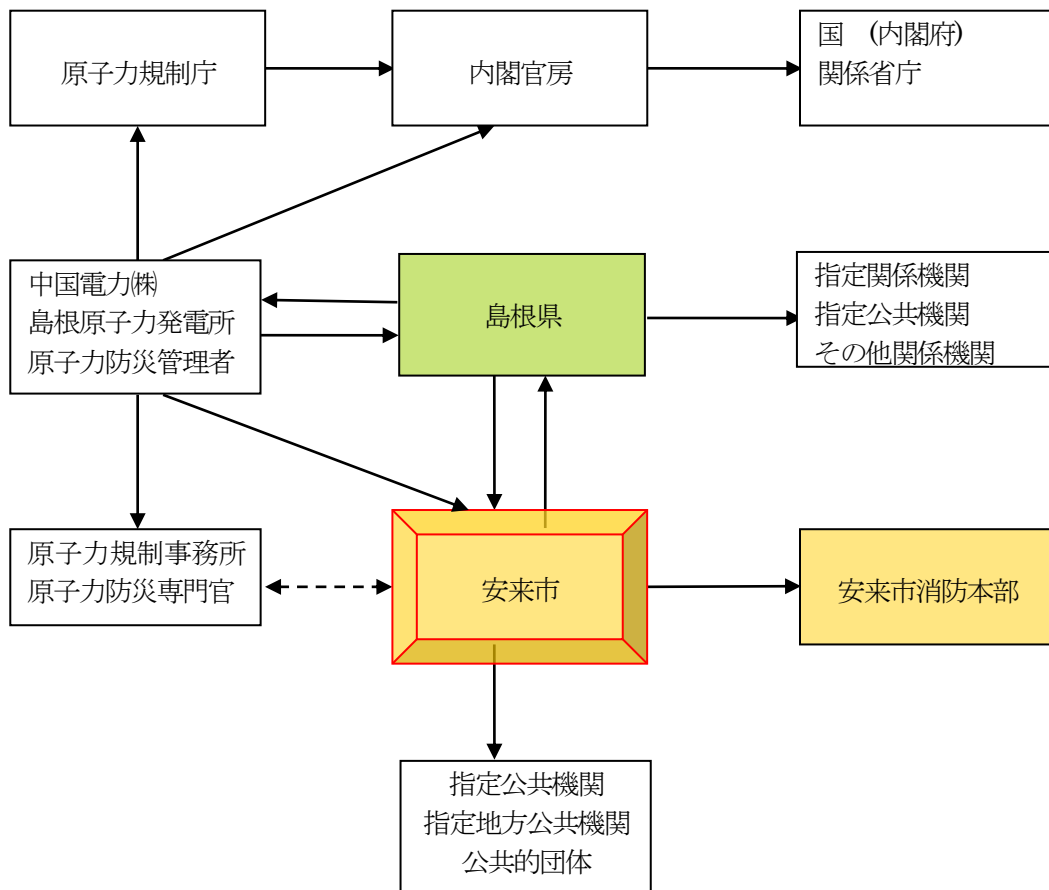 原子力規制庁
内閣官房
国 (内閣府)
関係省庁
中国電力㈱
島根原子力発電所
原子力防災管理者
島根県
指定関係機関
指定公共機関
その他関係機関
原子力規制事務所
原子力防災専門官
安来市
安来市消防本部
指定公共機関
指定地方公共機関
公共的団体